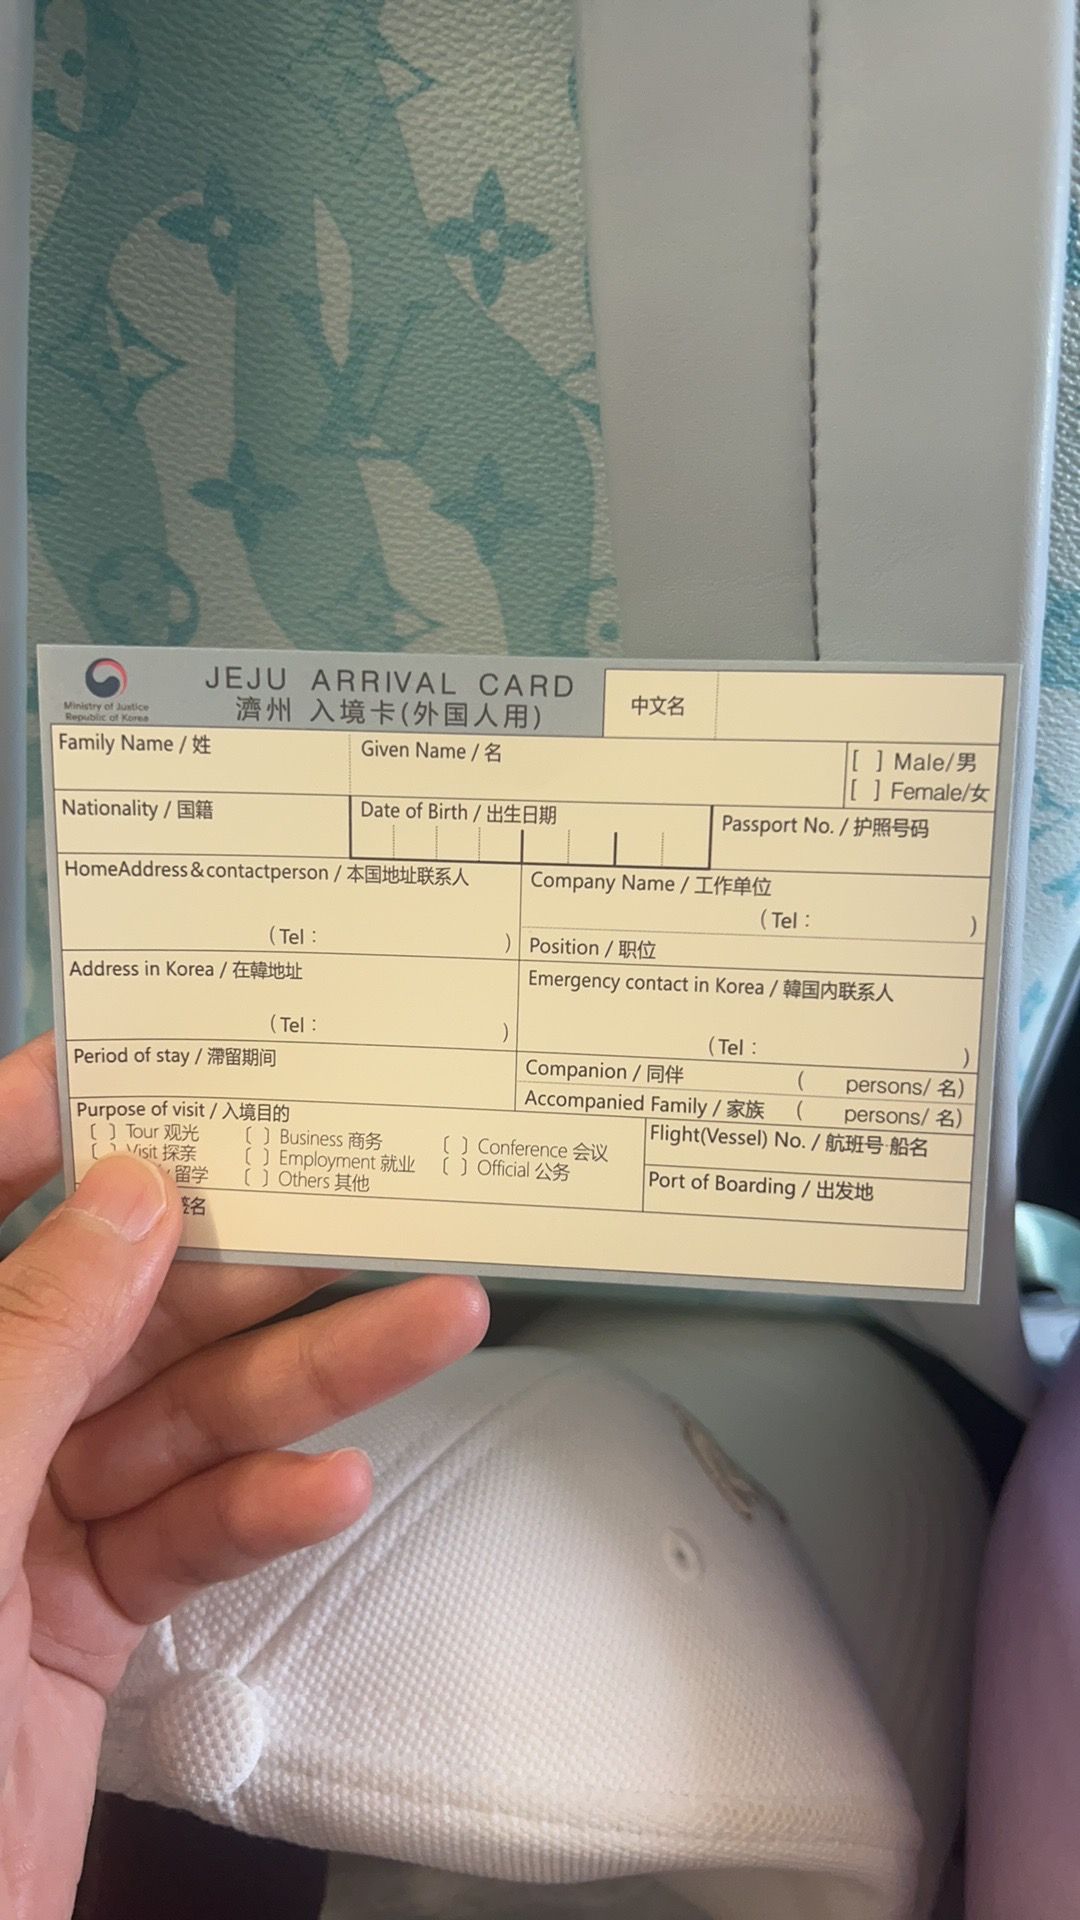 Ministry of Justice
Republic of Korea
JEJU ARRIVAL CARD
濟州 入境卡(外国人用)
中文名
Family Name / 姓
Given Name / 名
[ ] Male/男
[ ] Female/女
Nationality / 国籍
Date of Birth / 出生日期
Passport No. / 护照号码
HomeAddress&contactperson / 本国地址联系人
(Tel : )
Company Name / 工作单位
(Tel : )
Position / 职位
Address in Korea / 在韓地址
(Tel : )
Emergency contact in Korea / 韓国内联系人
(Tel : )
Period of stay / 滯留期间
Companion / 同伴 ( persons/ 名)
Accompanied Family / 家族 ( persons/ 名)
Purpose of visit / 入境目的
[ ] Tour 观光
[ ] Business 商务
[ ] Conference 会议
[ ] Visit 探亲
[ ] Employment 就业
[ ] Official 公务
留学
[ ] Others 其他
Flight(Vessel) No. / 航班号·船名
Port of Boarding / 出发地
签名